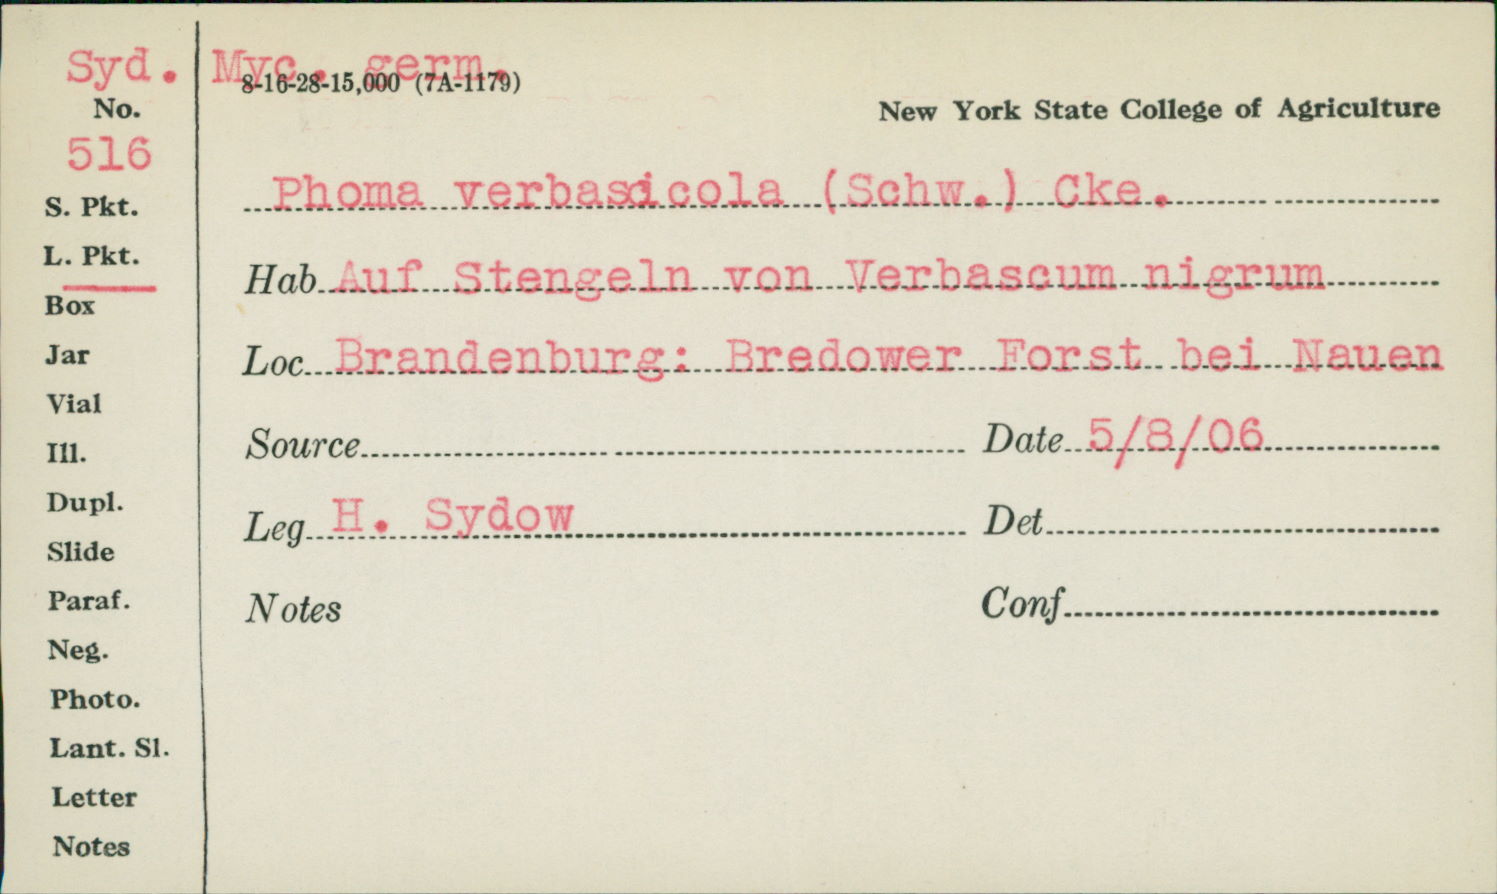 Syd. Myc. germ.
8-16-28-15,000 (7A-1179)
No.
New York State College of Agriculture
516
Phoma verbascicola (Schw.) Cke.
S. Pkt.
L. Pkt.
Hab. Auf Stengeln von Verbascum nigrum
Box
Jar
Loc. Brandenburg: Bredower Forst bei Nauen
Vial
Source
Date 5/8/06
Ill.
Dupl.
Leg. H. Sydow
Det.
Slide
Paraf.
Notes
Conf.
Neg.
Photo.
Lant. Sl.
Letter
Notes